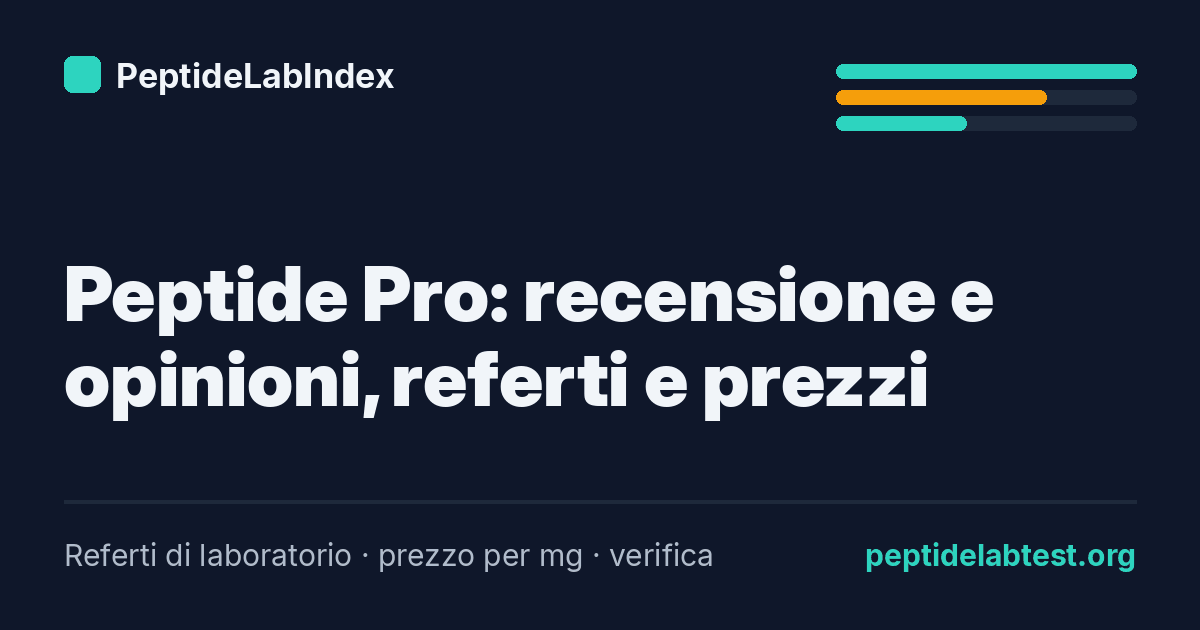 PeptideLabIndex
Peptide Pro: recensione e
opinioni, referti e prezzi
Referti di laboratorio · prezzo per mg · verifica
peptidelabtest.org